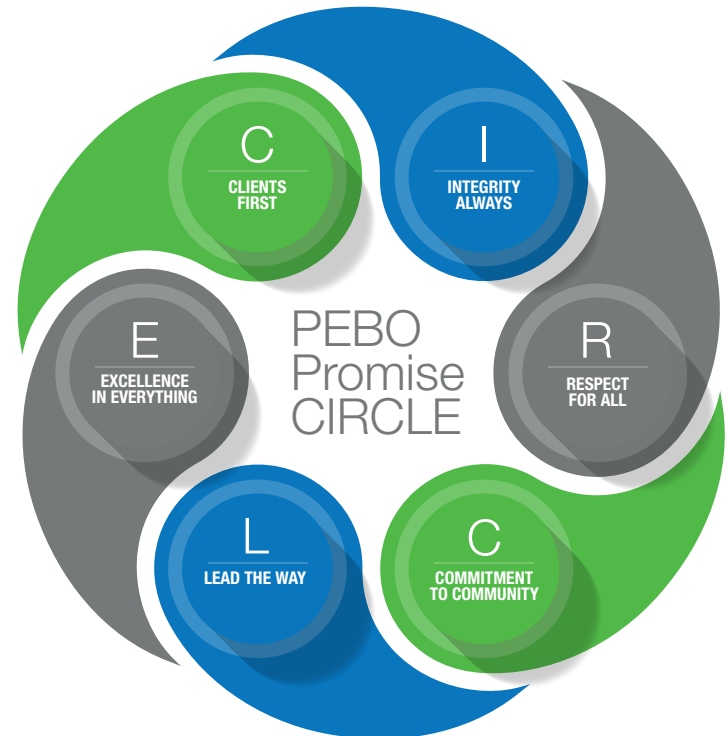 PEBO
Promise
CIRCLE
C
CLIENTS
FIRST
I
INTEGRITY
ALWAYS
R
RESPECT
FOR ALL
C
COMMITMENT
TO COMMUNITY
L
LEAD THE WAY
E
EXCELLENCE
IN EVERYTHING